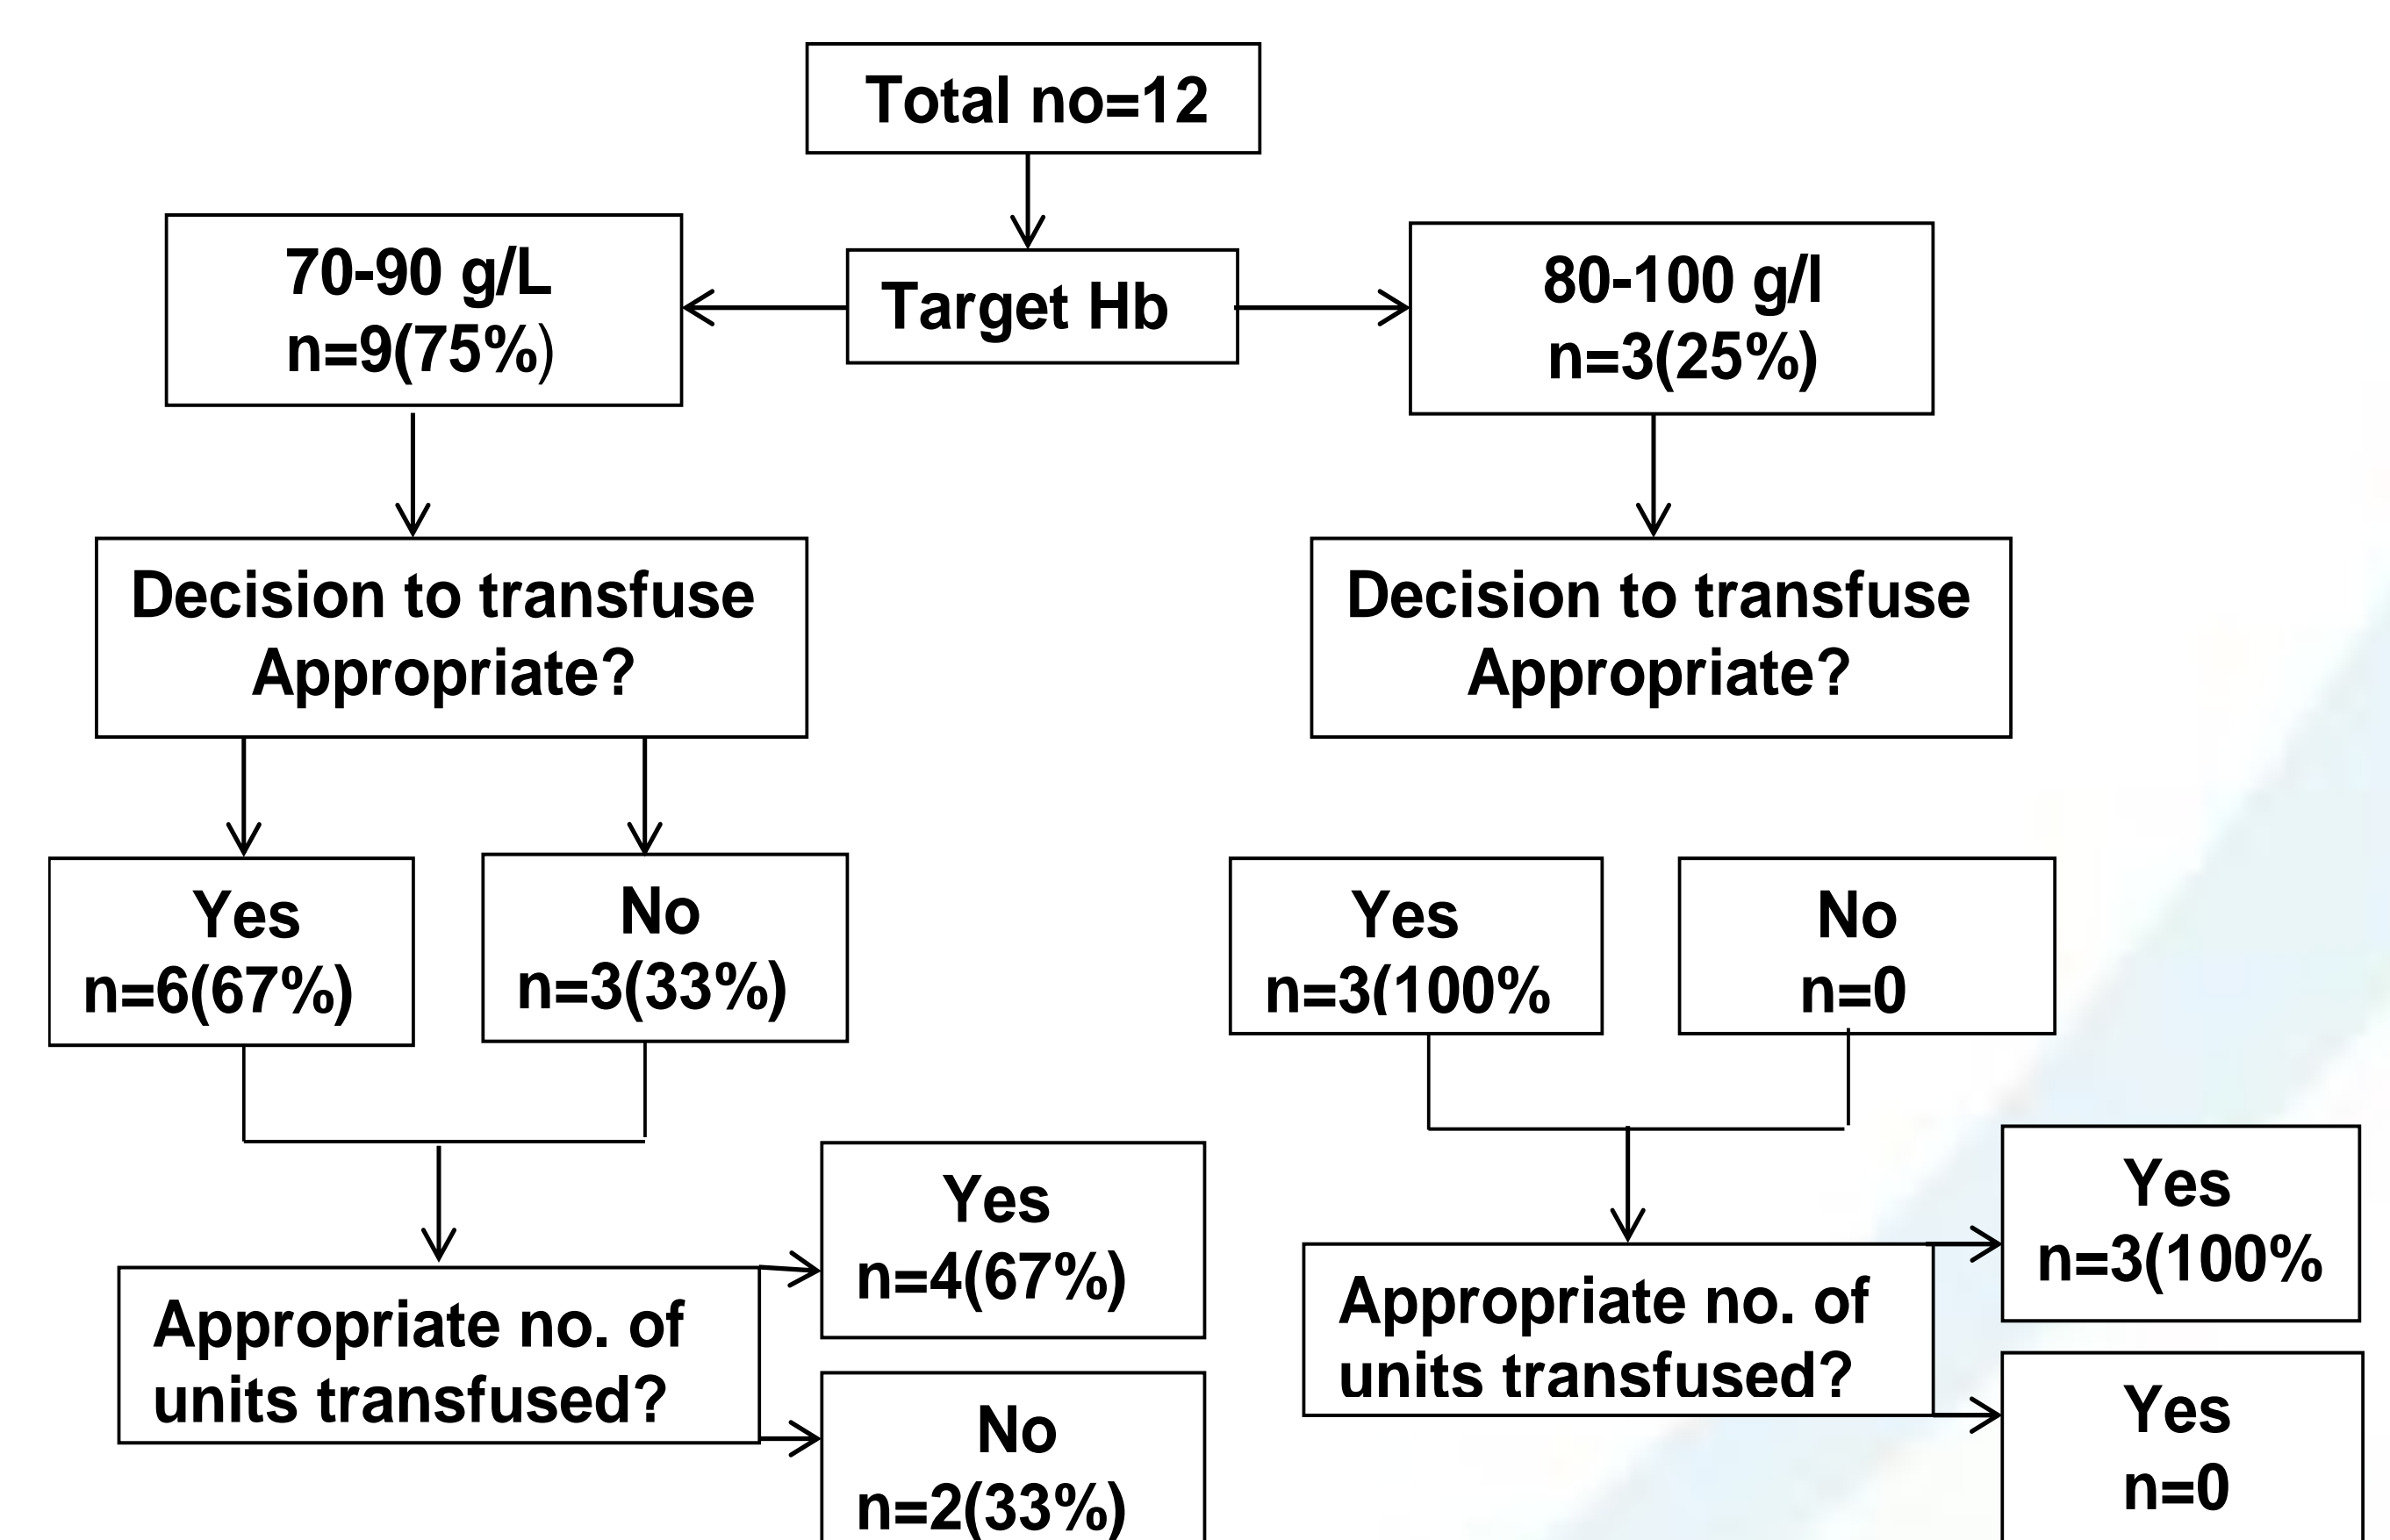 Total no=12
70-90 g/L
n=9(75%)
Target Hb
80-100 g/l
n=3(25%)
Decision to transfuse
Appropriate?
Decision to transfuse
Appropriate?
Yes
n=6(67%)
No
n=3(33%)
Yes
n=3(100%
No
n=0
Appropriate no. of
units transfused?
Yes
n=4(67%)
No
n=2(33%)
Appropriate no. of
units transfused?
Yes
n=3(100%
Yes
n=0